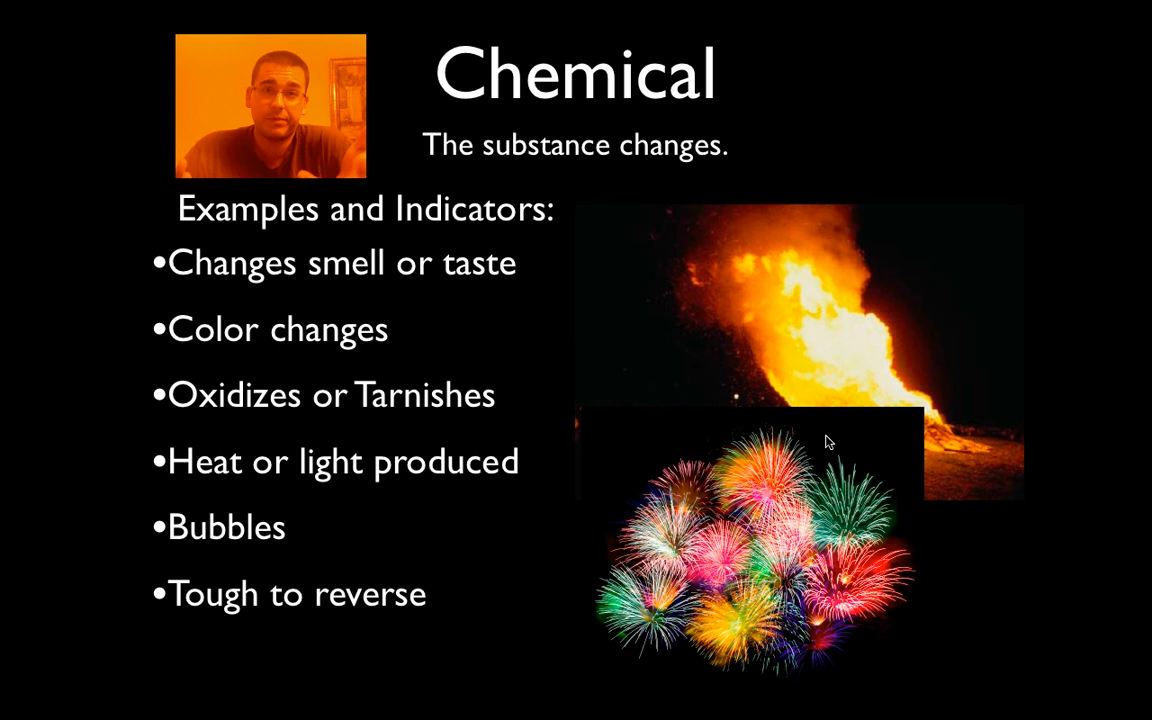 Chemical
The substance changes.
Examples and Indicators:
•Changes smell or taste
•Color changes
•Oxidizes or Tarnishes
•Heat or light produced
•Bubbles
•Tough to reverse